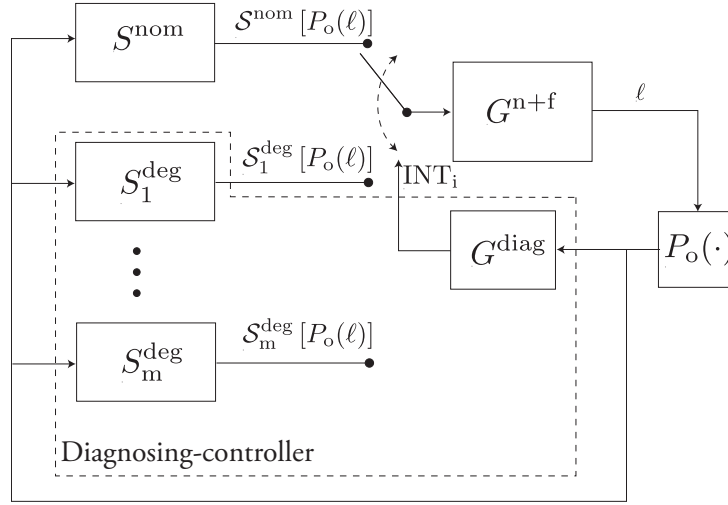 S^nom
𝒮^nom [P_o(ℓ)]
G^n+f
ℓ
S_1^deg
𝒮_1^deg [P_o(ℓ)]
INT_i
G^diag
P_o(·)
S_m^deg
𝒮_m^deg [P_o(ℓ)]
Diagnosing-controller